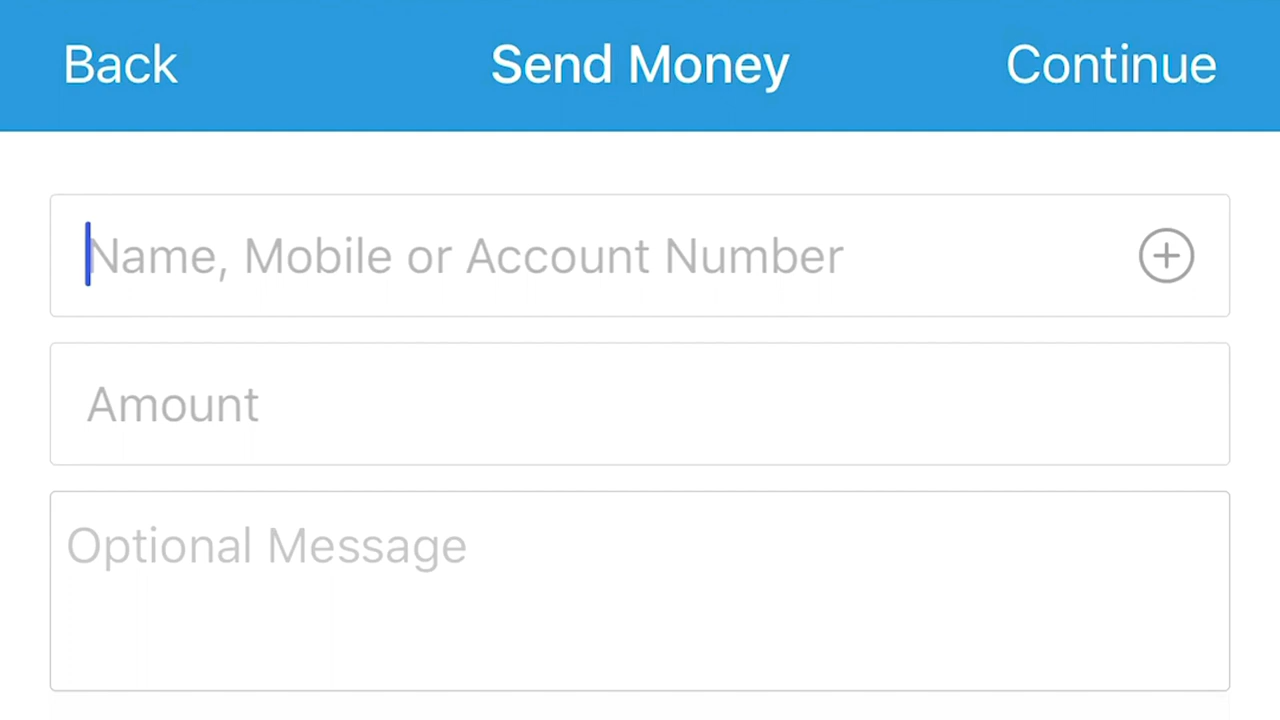 Back Send Money Continue
Name, Mobile or Account Number
Amount
Optional Message